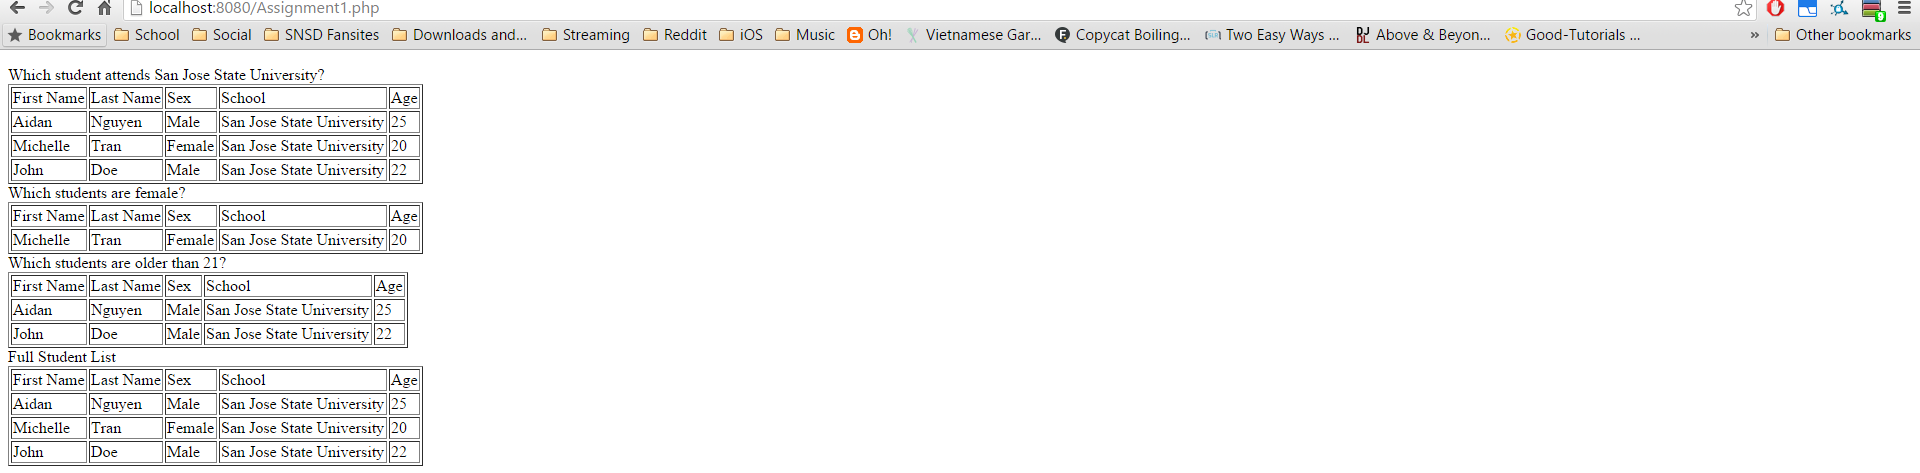 localhost:8080/Assignment1.php
Bookmarks School Social SNSD Fansites Downloads and... Streaming Reddit iOS Music Oh! Vietnamese Gar... Copycat Boiling... Two Easy Ways ... Above & Beyon... Good-Tutorials ... » Other bookmarks
Which student attends San Jose State University?
First Name Last Name Sex School Age
Aidan Nguyen Male San Jose State University 25
Michelle Tran Female San Jose State University 20
John Doe Male San Jose State University 22
Which students are female?
First Name Last Name Sex School Age
Michelle Tran Female San Jose State University 20
Which students are older than 21?
First Name Last Name Sex School Age
Aidan Nguyen Male San Jose State University 25
John Doe Male San Jose State University 22
Full Student List
First Name Last Name Sex School Age
Aidan Nguyen Male San Jose State University 25
Michelle Tran Female San Jose State University 20
John Doe Male San Jose State University 22